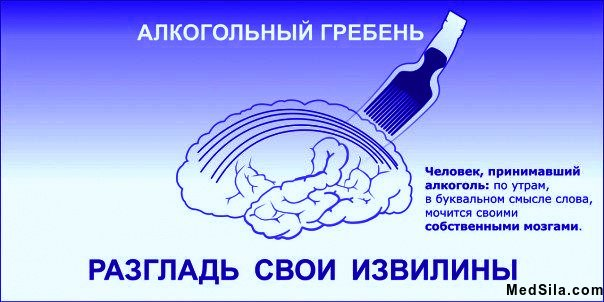 АЛКОГОЛЬНЫЙ ГРЕБЕНЬ
Человек, принимавший
алкоголь: по утрам,
в буквальном смысле слова,
мочится своими
собственными мозгами.
РАЗГЛАДЬ СВОИ ИЗВИЛИНЫ
MedSila.com